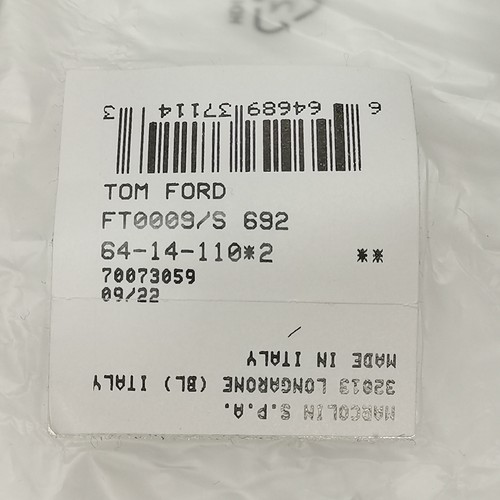 6 64689 37114 3
TOM FORD
FT0009/S 692
64-14-110*2 **
70073059
09/22
MARCOLIN S.P.A.
32013 LONGARONE (BL) ITALY
MADE IN ITALY